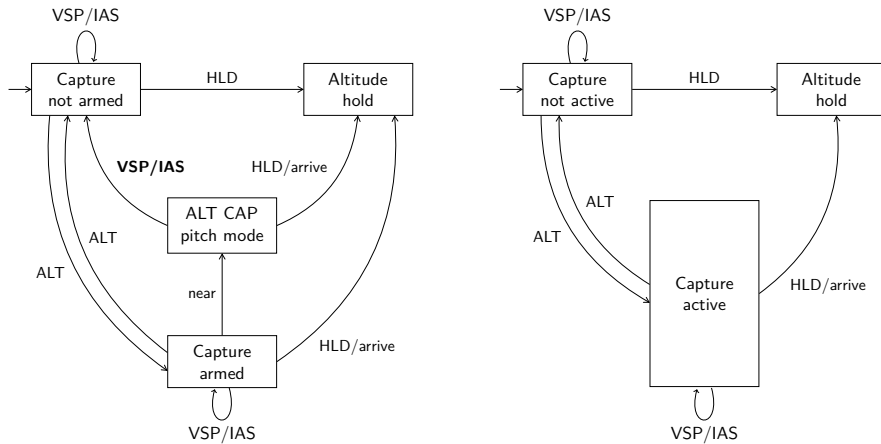 VSP/IAS
Capture
not armed
HLD
Altitude
hold
VSP/IAS
HLD/arrive
ALT CAP
pitch mode
ALT
ALT
near
Capture
armed
HLD/arrive
VSP/IAS
VSP/IAS
Capture
not active
HLD
Altitude
hold
ALT
ALT
Capture
active
HLD/arrive
VSP/IAS